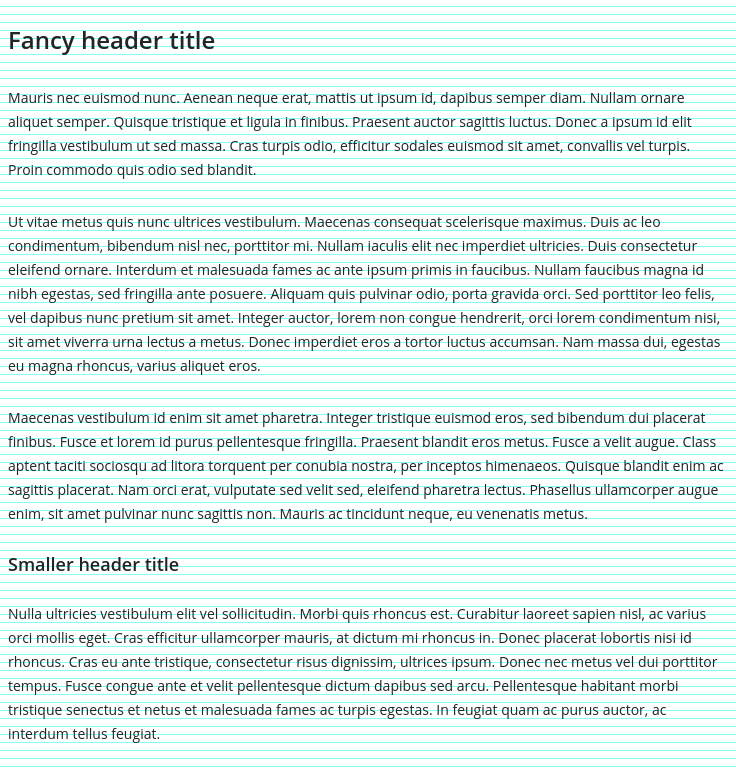 Fancy header title
Mauris nec euismod nunc. Aenean neque erat, mattis ut ipsum id, dapibus semper diam. Nullam ornare
aliquet semper. Quisque tristique et ligula in finibus. Praesent auctor sagittis luctus. Donec a ipsum id elit
fringilla vestibulum ut sed massa. Cras turpis odio, efficitur sodales euismod sit amet, convallis vel turpis.
Proin commodo quis odio sed blandit.
Ut vitae metus quis nunc ultrices vestibulum. Maecenas consequat scelerisque maximus. Duis ac leo
condimentum, bibendum nisl nec, porttitor mi. Nullam iaculis elit nec imperdiet ultricies. Duis consectetur
eleifend ornare. Interdum et malesuada fames ac ante ipsum primis in faucibus. Nullam faucibus magna id
nibh egestas, sed fringilla ante posuere. Aliquam quis pulvinar odio, porta gravida orci. Sed porttitor leo felis,
vel dapibus nunc pretium sit amet. Integer auctor, lorem non congue hendrerit, orci lorem condimentum nisi,
sit amet viverra urna lectus a metus. Donec imperdiet eros a tortor luctus accumsan. Nam massa dui, egestas
eu magna rhoncus, varius aliquet eros.
Maecenas vestibulum id enim sit amet pharetra. Integer tristique euismod eros, sed bibendum dui placerat
finibus. Fusce et lorem id purus pellentesque fringilla. Praesent blandit eros metus. Fusce a velit augue. Class
aptent taciti sociosqu ad litora torquent per conubia nostra, per inceptos himenaeos. Quisque blandit enim ac
sagittis placerat. Nam orci erat, vulputate sed velit sed, eleifend pharetra lectus. Phasellus ullamcorper augue
enim, sit amet pulvinar nunc sagittis non. Mauris ac tincidunt neque, eu venenatis metus.
Smaller header title
Nulla ultricies vestibulum elit vel sollicitudin. Morbi quis rhoncus est. Curabitur laoreet sapien nisl, ac varius
orci mollis eget. Cras efficitur ullamcorper mauris, at dictum mi rhoncus in. Donec placerat lobortis nisi id
rhoncus. Cras eu ante tristique, consectetur risus dignissim, ultrices ipsum. Donec nec metus vel dui porttitor
tempus. Fusce congue ante et velit pellentesque dictum dapibus sed arcu. Pellentesque habitant morbi
tristique senectus et netus et malesuada fames ac turpis egestas. In feugiat quam ac purus auctor, ac
interdum tellus feugiat.